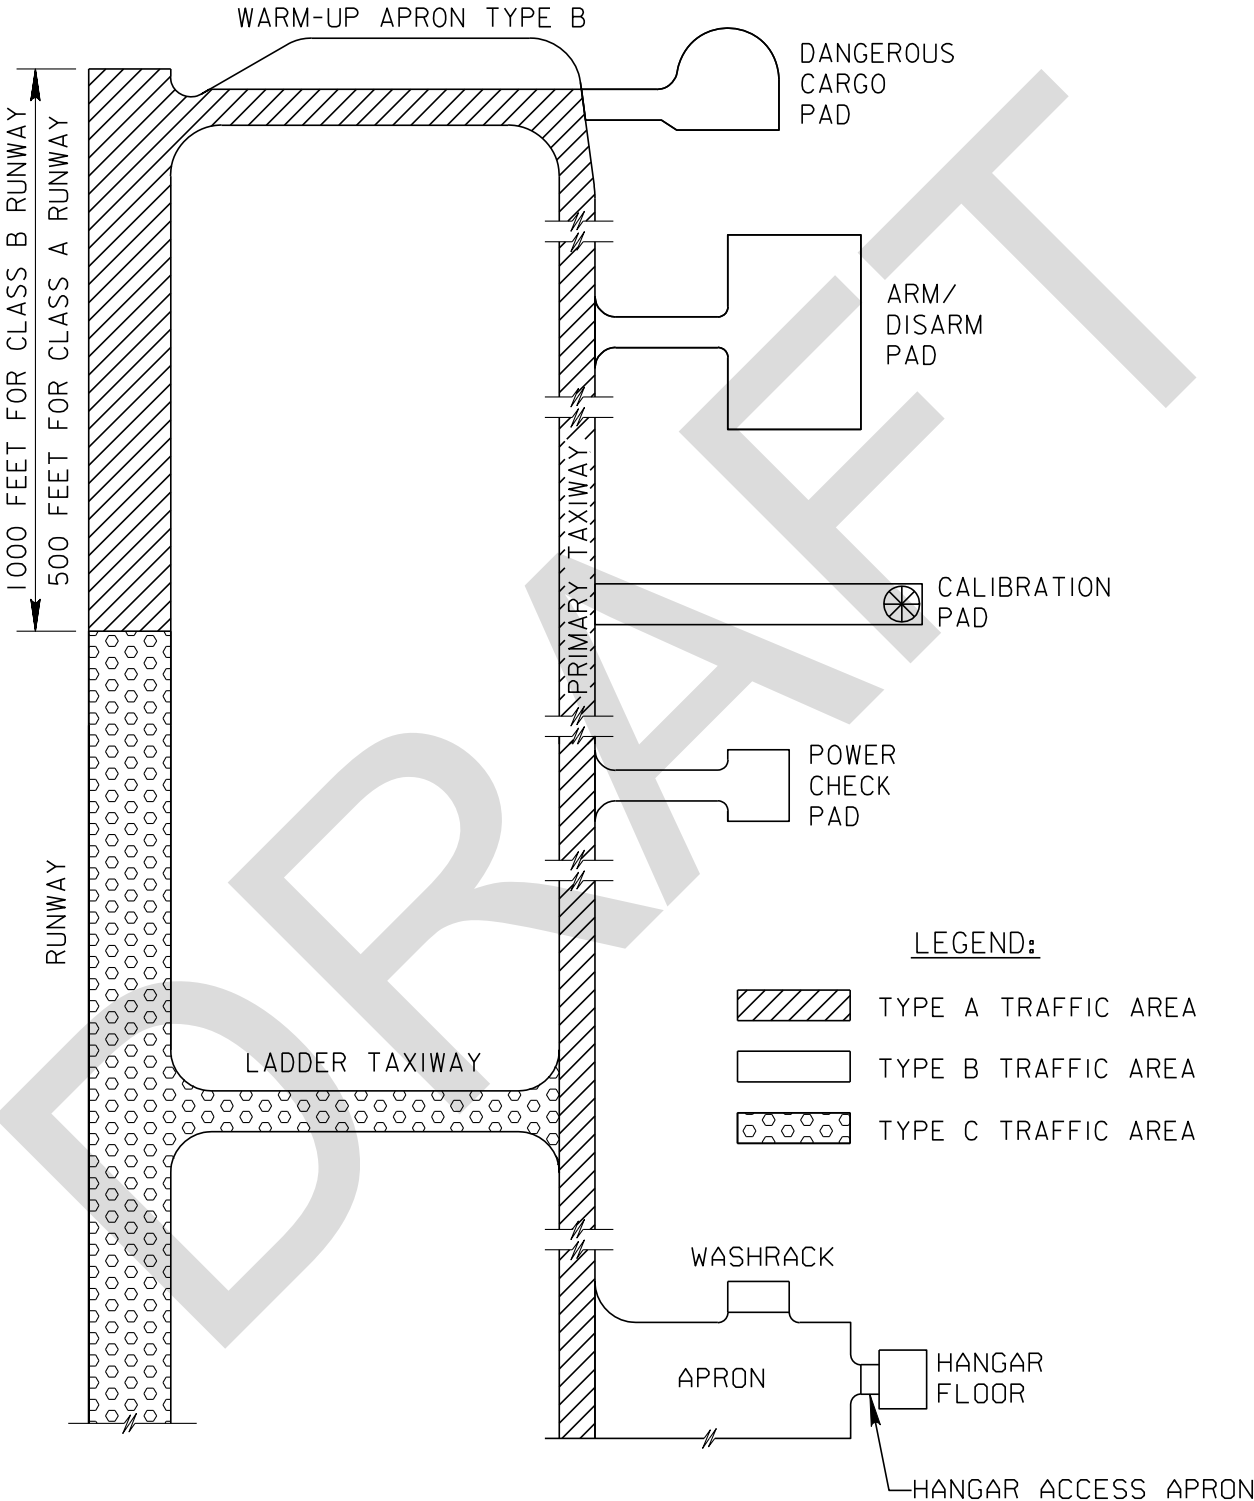 WARM-UP APRON TYPE B
DANGEROUS
CARGO
PAD
1000 FEET FOR CLASS B RUNWAY
500 FEET FOR CLASS A RUNWAY
ARM/
DISARM
PAD
PRIMARY TAXIWAY
CALIBRATION
PAD
POWER
CHECK
PAD
RUNWAY
LEGEND:
TYPE A TRAFFIC AREA
TYPE B TRAFFIC AREA
TYPE C TRAFFIC AREA
LADDER TAXIWAY
WASHRACK
APRON
HANGAR
FLOOR
HANGAR ACCESS APRON
DRAFT